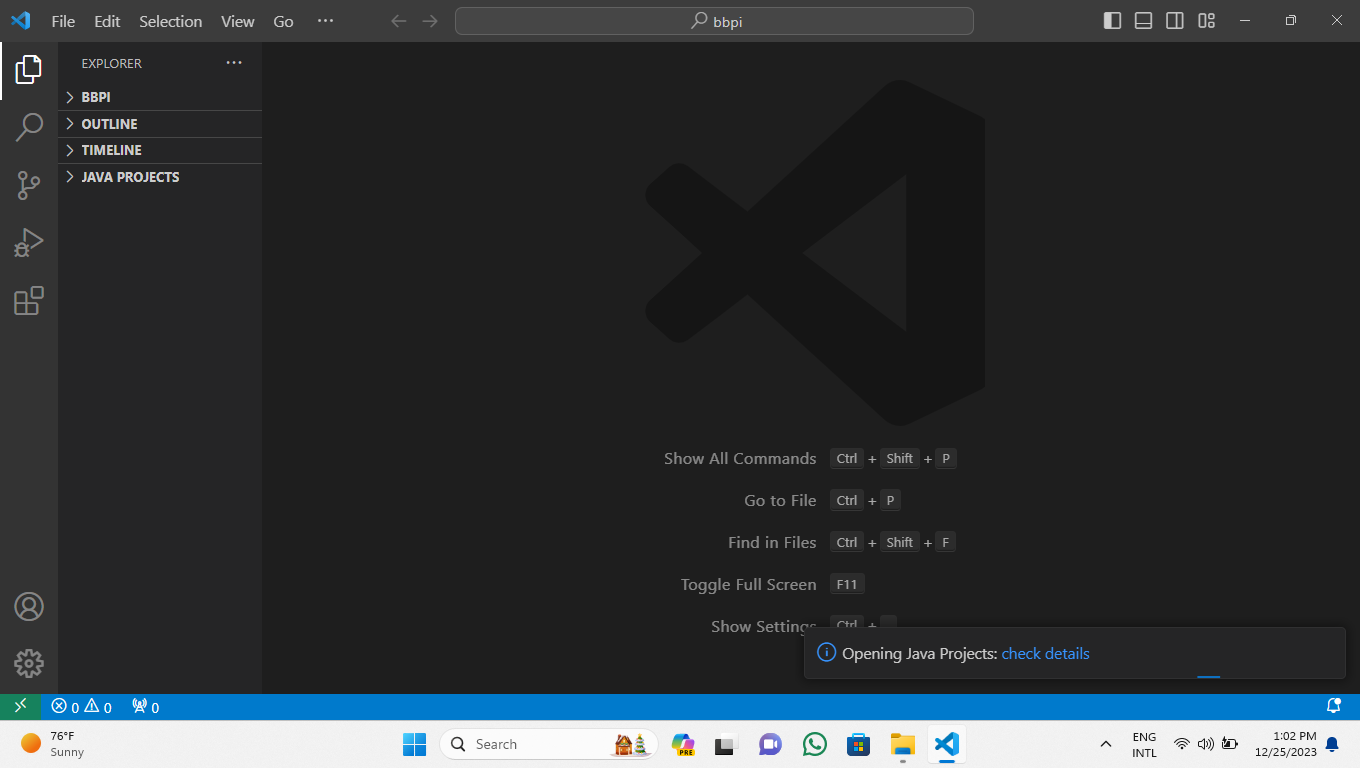 File Edit Selection View Go ···
bbpi
EXPLORER ···
BBPI
OUTLINE
TIMELINE
JAVA PROJECTS
Show All Commands Ctrl + Shift + P
Go to File Ctrl + P
Find in Files Ctrl + Shift + F
Toggle Full Screen F11
Show Settings Ctrl +
Opening Java Projects: check details
0 0 0
76°F
Sunny
Search
PRE
ENG
INTL
1:02 PM
12/25/2023